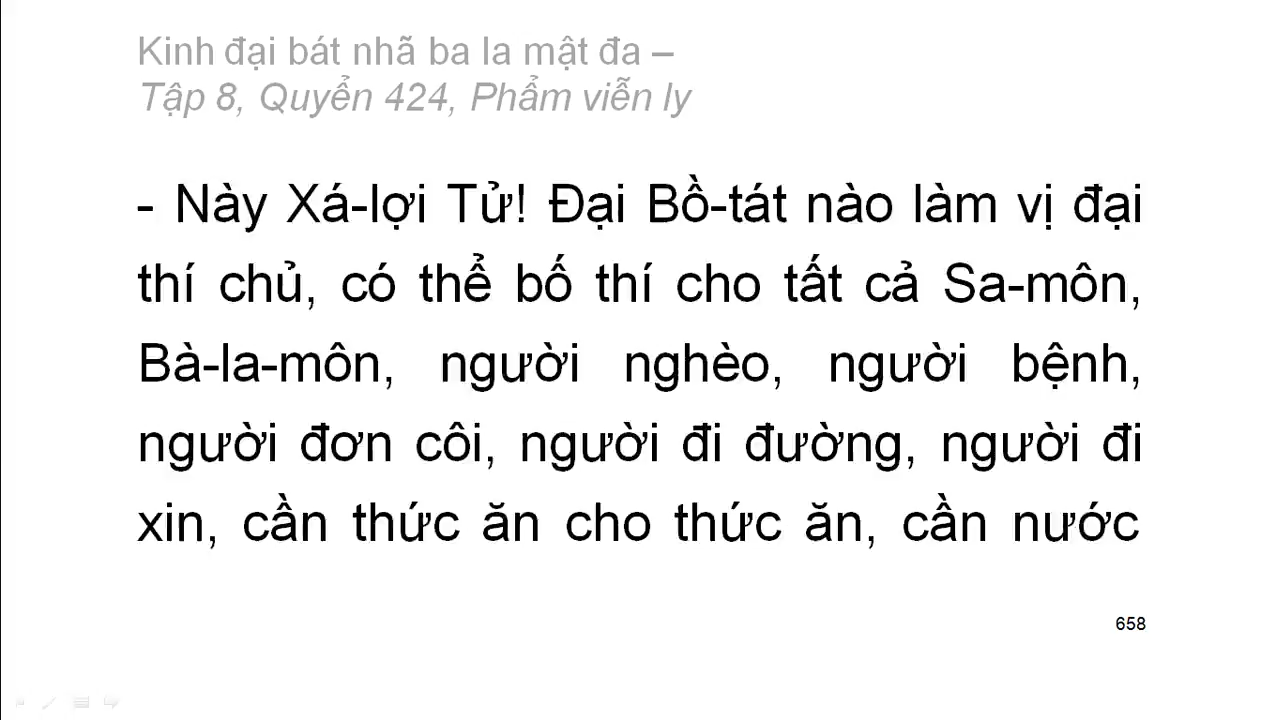 Kinh đại bát nhã ba la mật đa –
Tập 8, Quyển 424, Phẩm viễn ly
- Này Xá-lợi Tử! Đại Bồ-tát nào làm vị đại
thí chủ, có thể bố thí cho tất cả Sa-môn,
Bà-la-môn, người nghèo, người bệnh,
người đơn côi, người đi đường, người đi
xin, cần thức ăn cho thức ăn, cần nước
658